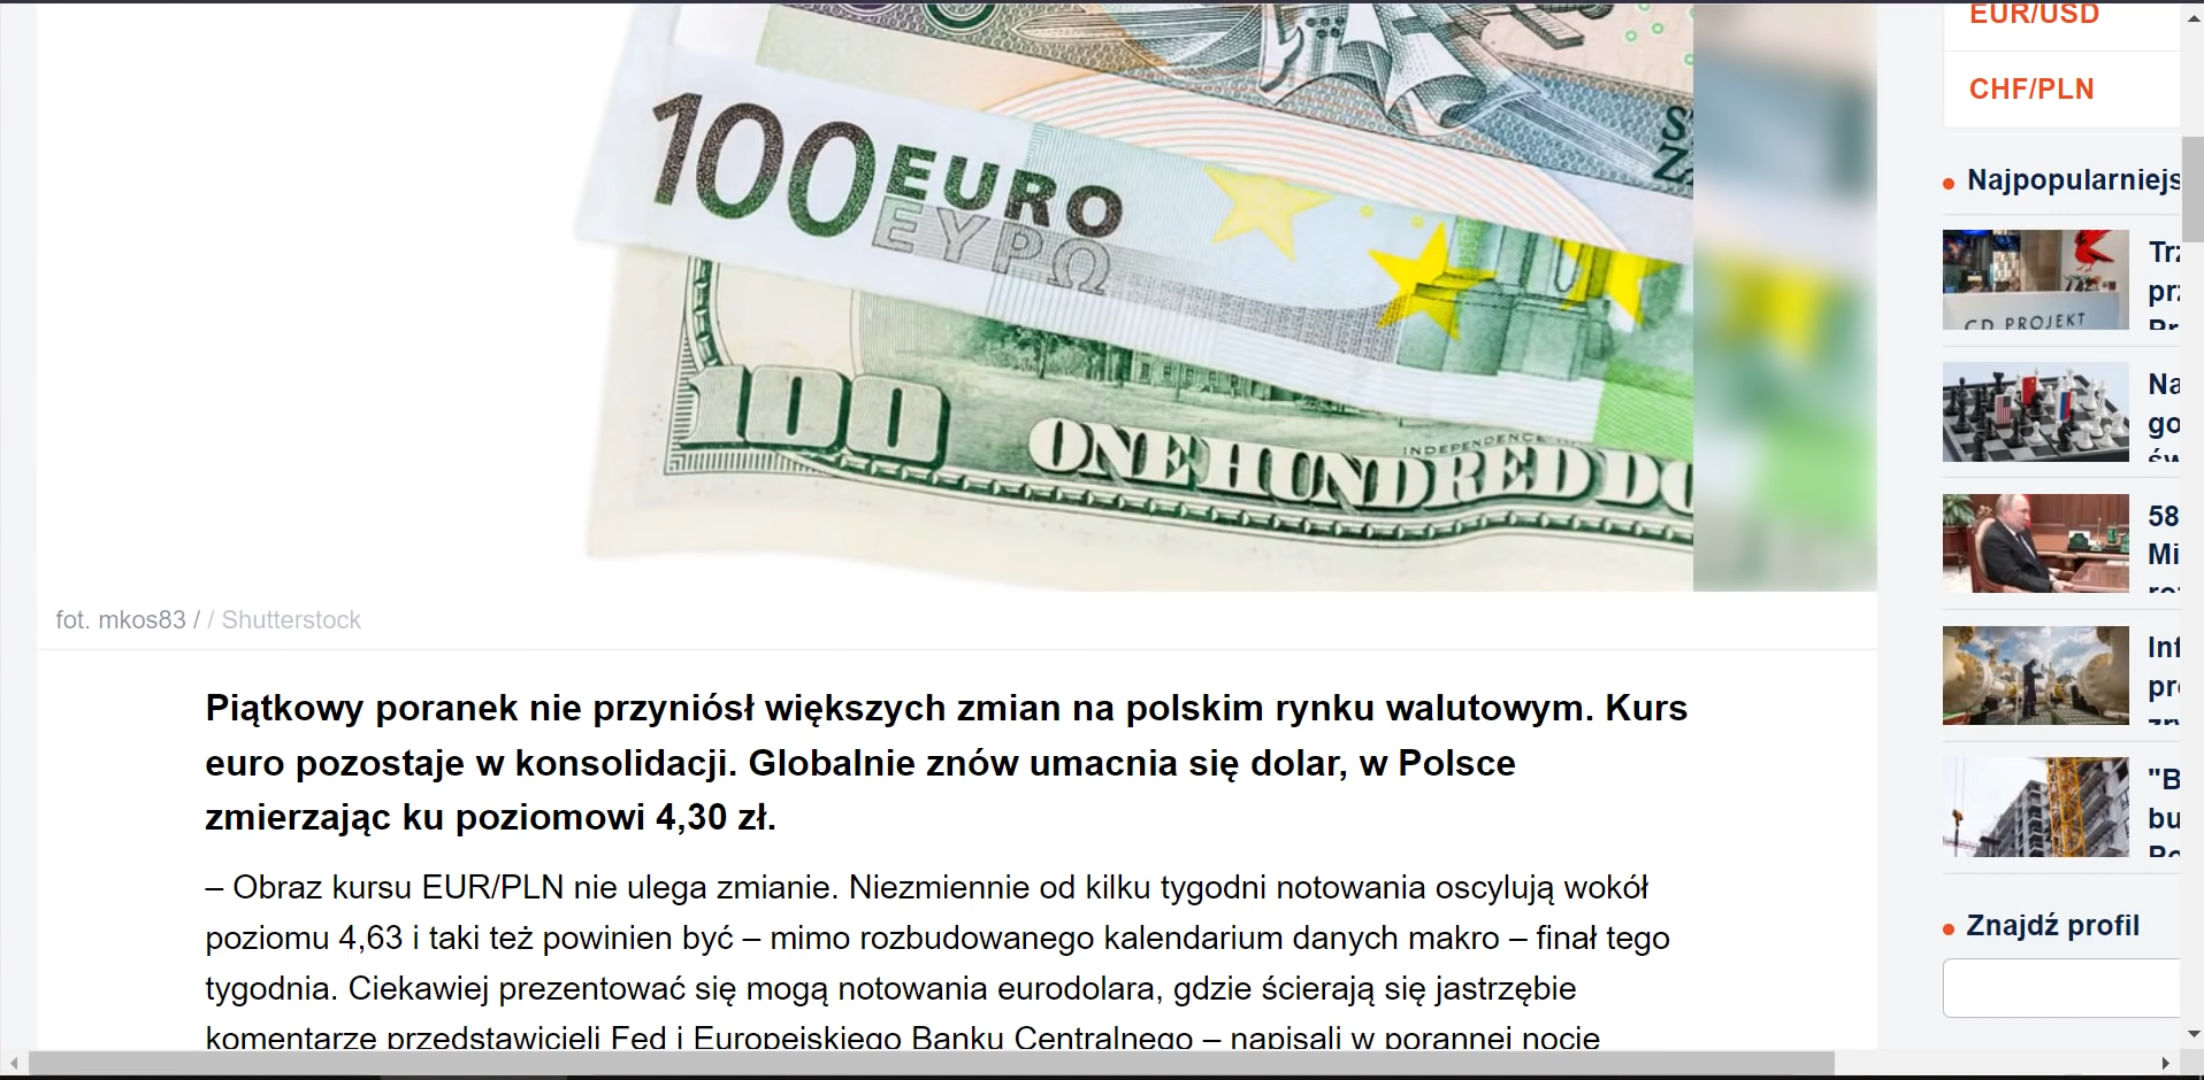 EUR/USD
CHF/PLN
100 EURO
ΕΥΡΩ
100
INDEPENDENCE
ONE HUNDRED
fot. mkos83 / / Shutterstock
Piątkowy poranek nie przyniósł większych zmian na polskim rynku walutowym. Kurs
euro pozostaje w konsolidacji. Globalnie znów umacnia się dolar, w Polsce
zmierzając ku poziomowi 4,30 zł.
– Obraz kursu EUR/PLN nie ulega zmianie. Niezmiennie od kilku tygodni notowania oscylują wokół
poziomu 4,63 i taki też powinien być – mimo rozbudowanego kalendarium danych makro – finał tego
tygodnia. Ciekawiej prezentować się mogą notowania eurodolara, gdzie ścierają się jastrzębie
komentarze przedstawicieli Fed i Europejskiego Banku Centralnego – napisali w porannej nocie
Najpopularniejs
CD PROJEKT
Na
go
58
Mi
"B
bu
Znajdź profil